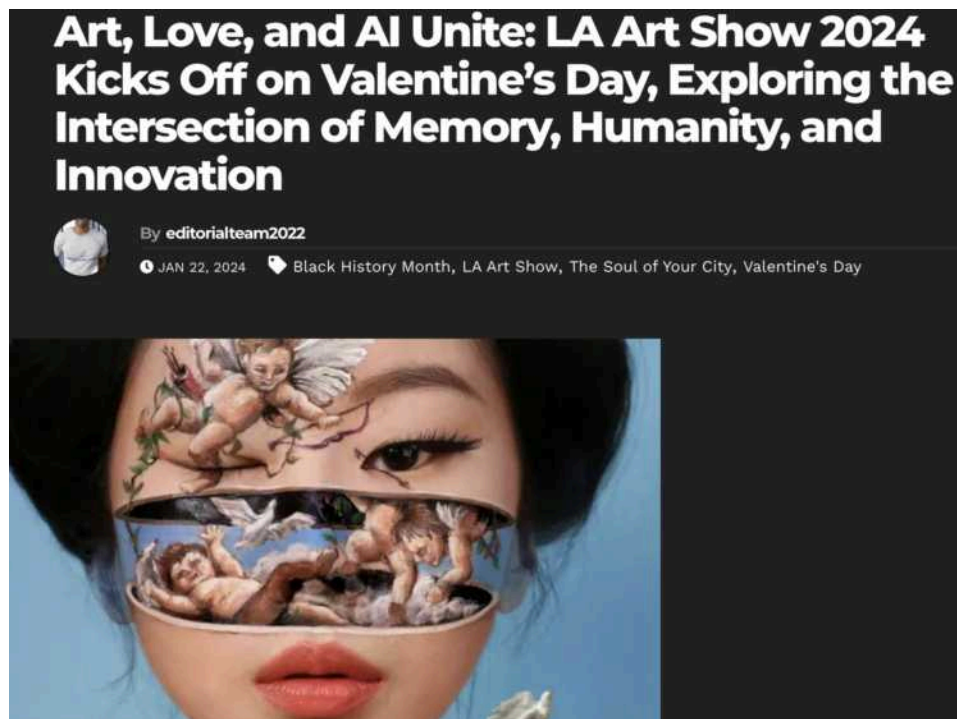 Art, Love, and AI Unite: LA Art Show 2024
Kicks Off on Valentine’s Day, Exploring the
Intersection of Memory, Humanity, and
Innovation
By editorialteam2022
JAN 22, 2024 Black History Month, LA Art Show, The Soul of Your City, Valentine's Day